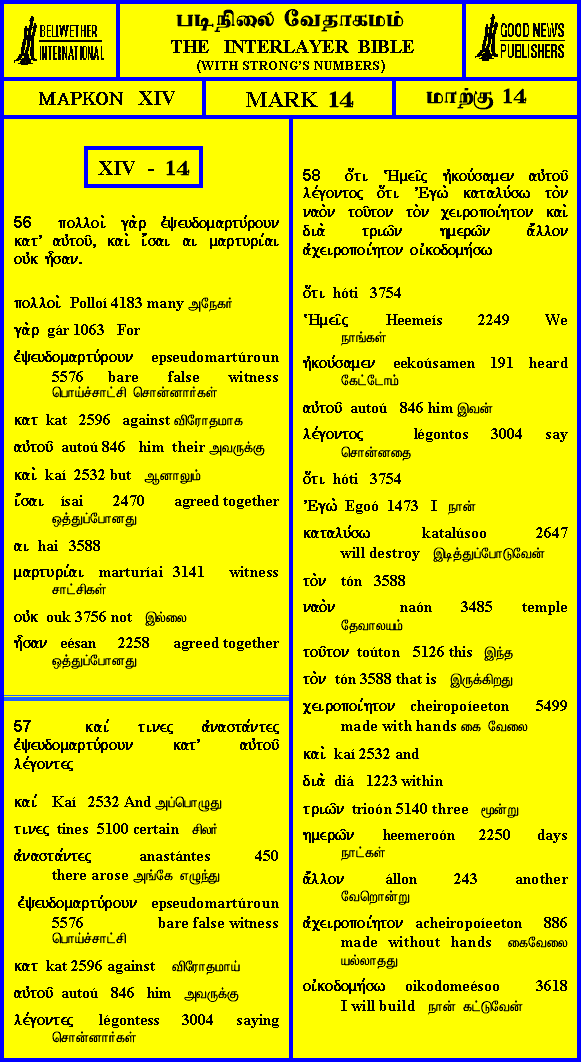 BELLWETHER
INTERNATIONAL
படிநிலை வேதாகமம்
THE INTERLAYER BIBLE
(WITH STRONG'S NUMBERS)
GOOD NEWS
PUBLISHERS
ΜΑΡΚΟΝ XIV
MARK 14
மாற்கு 14
XIV - 14
56 πολλοὶ γὰρ ἐψευδομαρτύρουν
κατ' αὐτοῦ, καὶ ἴσαι αι μαρτυρίαι
οὐκ ἦσαν.
πολλοὶ Polloí 4183 many அநேகர்
γὰρ gár 1063 For
ἐψευδομαρτύρουν epseudomartúroun
5576 bare false witness
பொய்ச்சாட்சி சொன்னார்கள்
κατ kat 2596 against விரோதமாக
αὐτοῦ autoú 846 him their அவருக்கு
καὶ kaí 2532 but ஆனாலும்
ἴσαι ísai 2470 agreed together
ஒத்துப்போனது
αι hai 3588
μαρτυρίαι marturíai 3141 witness
சாட்சிகள்
οὐκ ouk 3756 not இல்லை
ἦσαν eésan 2258 agreed together
ஒத்துப்போனது
57 καί τινες ἀναστάντες
ἐψευδομαρτύρουν κατ' αὐτοῦ
λέγοντες
καί Kaí 2532 And அப்பொழுது
τινες tines 5100 certain சிலர்
ἀναστάντες anastántes 450
there arose அங்கே எழுந்து
ἐψευδομαρτύρουν epseudomartúroun
5576 bare false witness
பொய்ச்சாட்சி
κατ kat 2596 against விரோதமாய்
αὐτοῦ autoú 846 him அவருக்கு
λέγοντες légontess 3004 saying
சொன்னார்கள்
58 ὅτι Ἡμεῖς ἠκούσαμεν αὐτοῦ
λέγοντος ὅτι Ἐγὼ καταλύσω τὸν
ναὸν τοῦτον τὸν χειροποίητον καὶ
διὰ τριῶν ημερῶν ἄλλον
ἀχειροποίητον οἰκοδομήσω
ὅτι hóti 3754
Ἡμεῖς Heemeís 2249 We
நாங்கள்
ἠκούσαμεν eekoúsamen 191 heard
கேட்டோம்
αὐτοῦ autoú 846 him இவன்
λέγοντος légontos 3004 say
சொன்னதை
ὅτι hóti 3754
Ἐγὼ Egoó 1473 I நான்
καταλύσω katalúsoo 2647
will destroy இடித்துப்போடுவேன்
τὸν tón 3588
ναὸν naón 3485 temple
தேவாலயம்
τοῦτον toúton 5126 this இந்த
τὸν tón 3588 that is இருக்கிறது
χειροποίητον cheiropoíeeton 5499
made with hands கை வேலை
καὶ kaí 2532 and
διὰ diá 1223 within
τριῶν trioón 5140 three மூன்று
ημερῶν heemeroón 2250 days
நாட்கள்
ἄλλον állon 243 another
வேறொன்று
ἀχειροποίητον acheiropoíeeton 886
made without hands கைவேலை
யல்லாதது
οἰκοδομήσω oikodomeésoo 3618
I will build நான் கட்டுவேன்